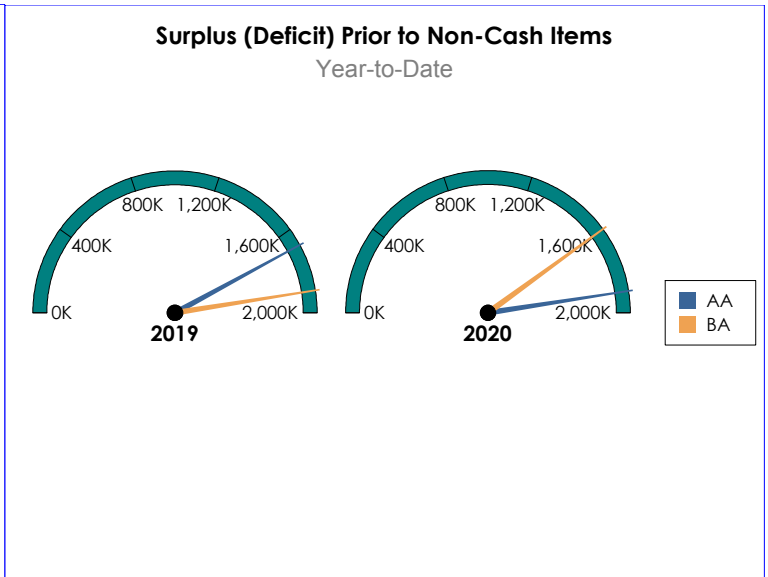 Surplus (Deficit) Prior to Non-Cash Items
Year-to-Date
800K 1,200K
400K 1,600K
0K 2,000K
2019
800K 1,200K
400K 1,600K
0K 2,000K
2020
AA
BA